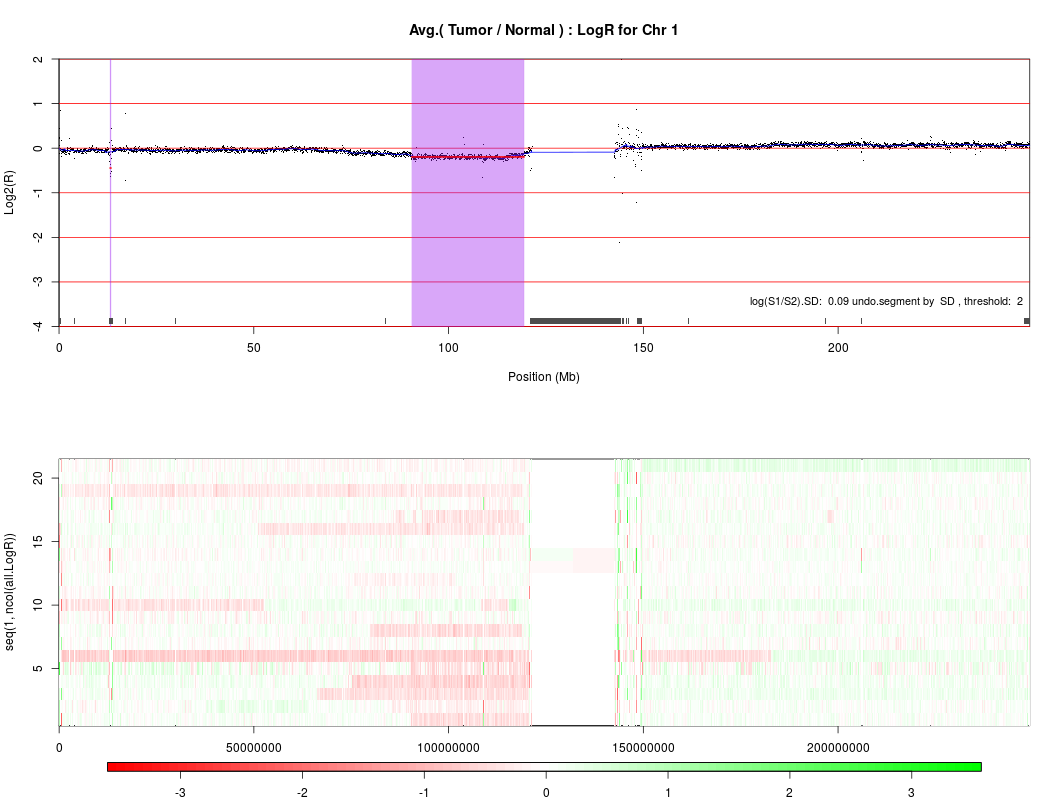 Avg.( Tumor / Normal ) : LogR for Chr 1
2
1
0
-1
-2
-3
-4
Log2(R)
log(S1/S2).SD: 0.09 undo.segment by SD , threshold: 2
0 50 100 150 200
Position (Mb)
20
15
10
5
seq(1, ncol(all.LogR))
0 50000000 100000000 150000000 200000000
-3 -2 -1 0 1 2 3